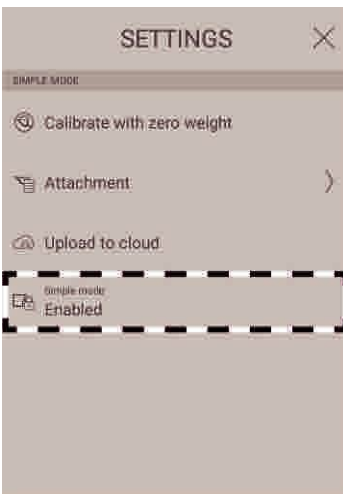 SETTINGS
SIMPLE MODE
Calibrate with zero weight
Attachment
Upload to cloud
Simple mode
Enabled